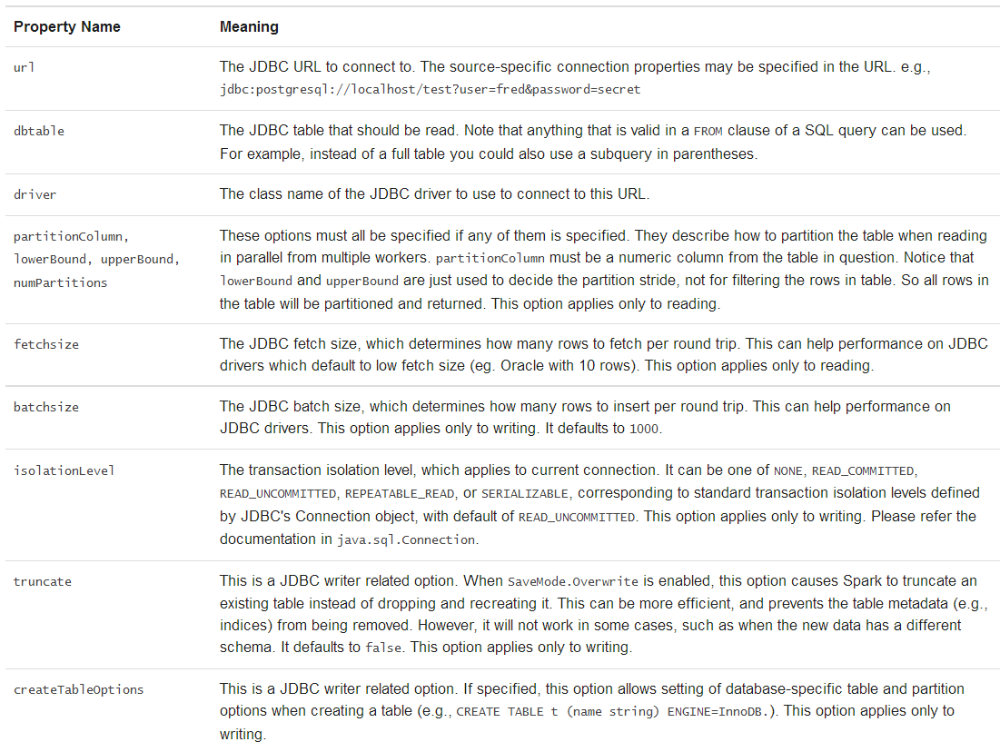 Property Name Meaning
url The JDBC URL to connect to. The source-specific connection properties may be specified in the URL. e.g.,
jdbc:postgresql://localhost/test?user=fred&password=secret
dbtable The JDBC table that should be read. Note that anything that is valid in a FROM clause of a SQL query can be used.
For example, instead of a full table you could also use a subquery in parentheses.
driver The class name of the JDBC driver to use to connect to this URL.
partitionColumn, These options must all be specified if any of them is specified. They describe how to partition the table when reading
lowerBound, upperBound, in parallel from multiple workers. partitionColumn must be a numeric column from the table in question. Notice that
numPartitions lowerBound and upperBound are just used to decide the partition stride, not for filtering the rows in table. So all rows in
the table will be partitioned and returned. This option applies only to reading.
fetchsize The JDBC fetch size, which determines how many rows to fetch per round trip. This can help performance on JDBC
drivers which default to low fetch size (eg. Oracle with 10 rows). This option applies only to reading.
batchsize The JDBC batch size, which determines how many rows to insert per round trip. This can help performance on
JDBC drivers. This option applies only to writing. It defaults to 1000.
isolationLevel The transaction isolation level, which applies to current connection. It can be one of NONE, READ_COMMITTED,
READ_UNCOMMITTED, REPEATABLE_READ, or SERIALIZABLE, corresponding to standard transaction isolation levels defined
by JDBC's Connection object, with default of READ_UNCOMMITTED. This option applies only to writing. Please refer the
documentation in java.sql.Connection.
truncate This is a JDBC writer related option. When SaveMode.Overwrite is enabled, this option causes Spark to truncate an
existing table instead of dropping and recreating it. This can be more efficient, and prevents the table metadata (e.g.,
indices) from being removed. However, it will not work in some cases, such as when the new data has a different
schema. It defaults to false. This option applies only to writing.
createTableOptions This is a JDBC writer related option. If specified, this option allows setting of database-specific table and partition
options when creating a table (e.g., CREATE TABLE t (name string) ENGINE=InnoDB.). This option applies only to
writing.